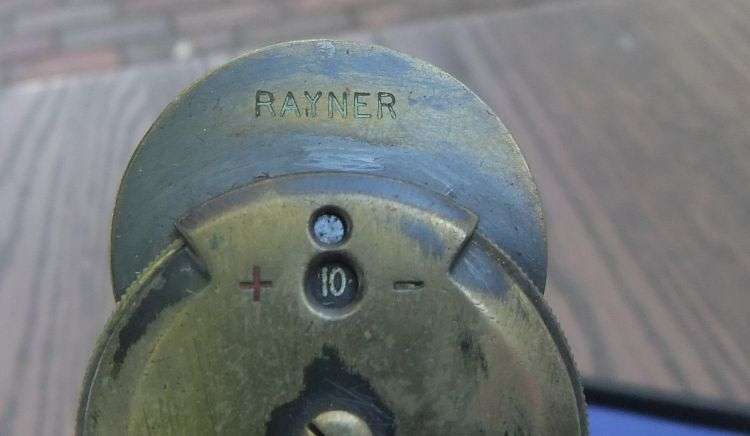 RAYNER
+ 10 -